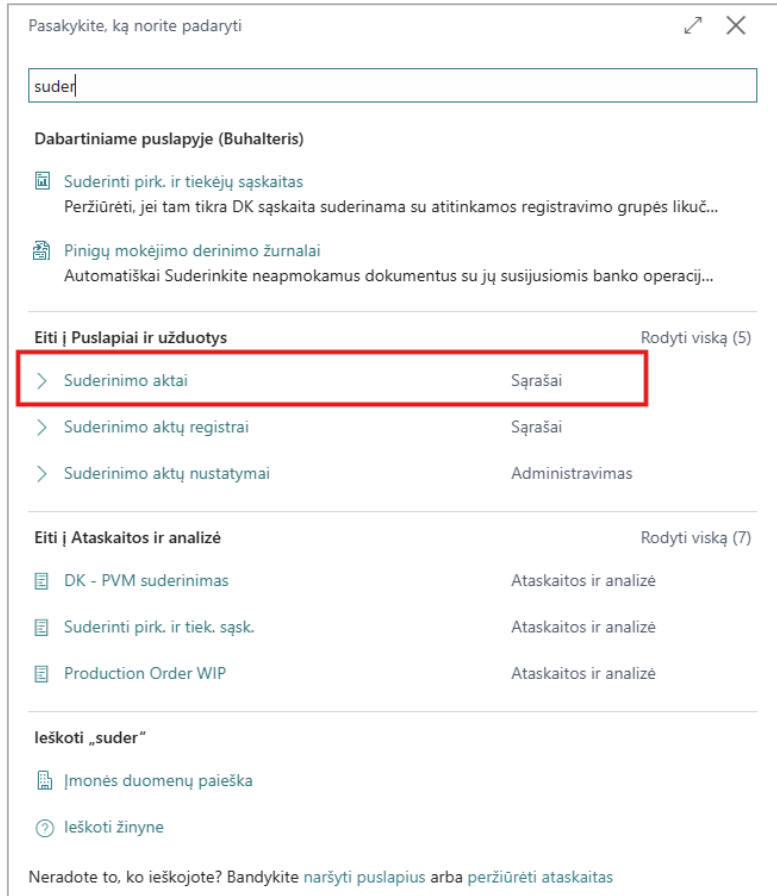 Pasakykite, ką norite padaryti
suder
Dabartiniame puslapyje (Buhalteris)
Suderinti pirk. ir tiekėjų sąskaitas
Peržiūrėti, jei tam tikra DK sąskaita suderinama su atitinkamos registravimo grupės likuč...
Pinigų mokėjimo derinimo žurnalai
Automatiškai Suderinkite neapmokamus dokumentus su jų susijusiomis banko operacij...
Eiti į Puslapiai ir užduotys Rodyti viską (5)
Suderinimo aktai Sąrašai
Suderinimo aktų registrai Sąrašai
Suderinimo aktų nustatymai Administravimas
Eiti į Ataskaitos ir analizė Rodyti viską (7)
DK - PVM suderinimas Ataskaitos ir analizė
Suderinti pirk. ir tiek. sąsk. Ataskaitos ir analizė
Production Order WIP Ataskaitos ir analizė
Ieškoti „suder“
Įmonės duomenų paieška
Ieškoti žinyne
Neradote to, ko ieškojote? Bandykite naršyti puslapius arba peržiūrėti ataskaitas